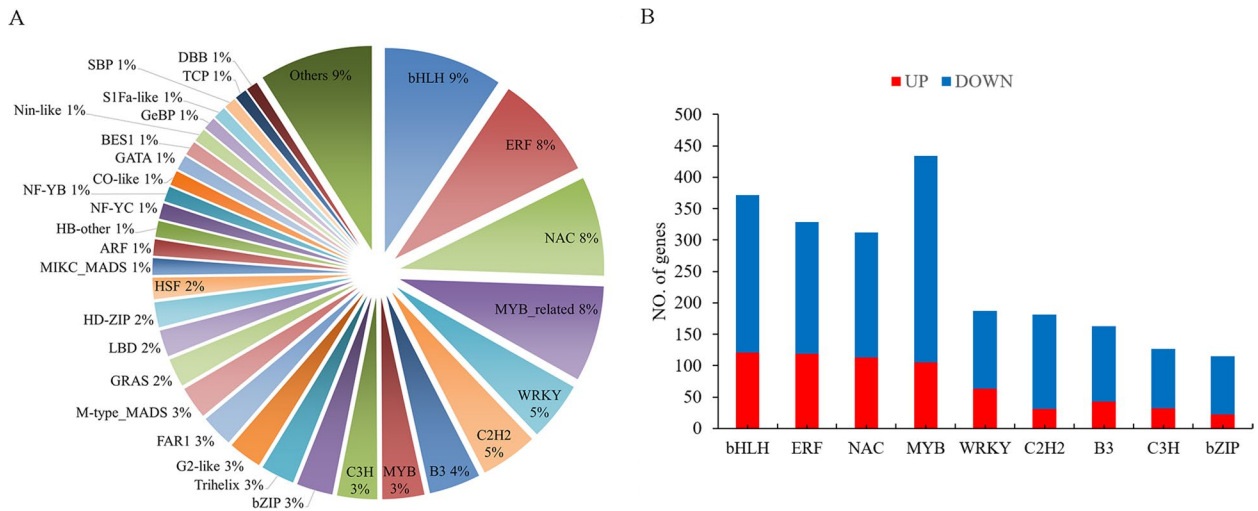 A
bHLH 9%
ERF 8%
NAC 8%
MYB_related 8%
WRKY
5%
C2H2
5%
B3 4%
MYB
3%
C3H
3%
bZIP 3%
Trihelix 3%
G2-like 3%
FAR1 3%
M-type_MADS 3%
GRAS 2%
LBD 2%
HD-ZIP 2%
HSF 2%
MIKC_MADS 1%
ARF 1%
HB-other 1%
NF-YC 1%
NF-YB 1%
CO-like 1%
GATA 1%
BES1 1%
Nin-like 1%
GeBP 1%
S1Fa-like 1%
SBP 1%
TCP 1%
DBB 1%
Others 9%
B
UP DOWN
NO. of genes
500
450
400
350
300
250
200
150
100
50
0
bHLH ERF NAC MYB WRKY C2H2 B3 C3H bZIP